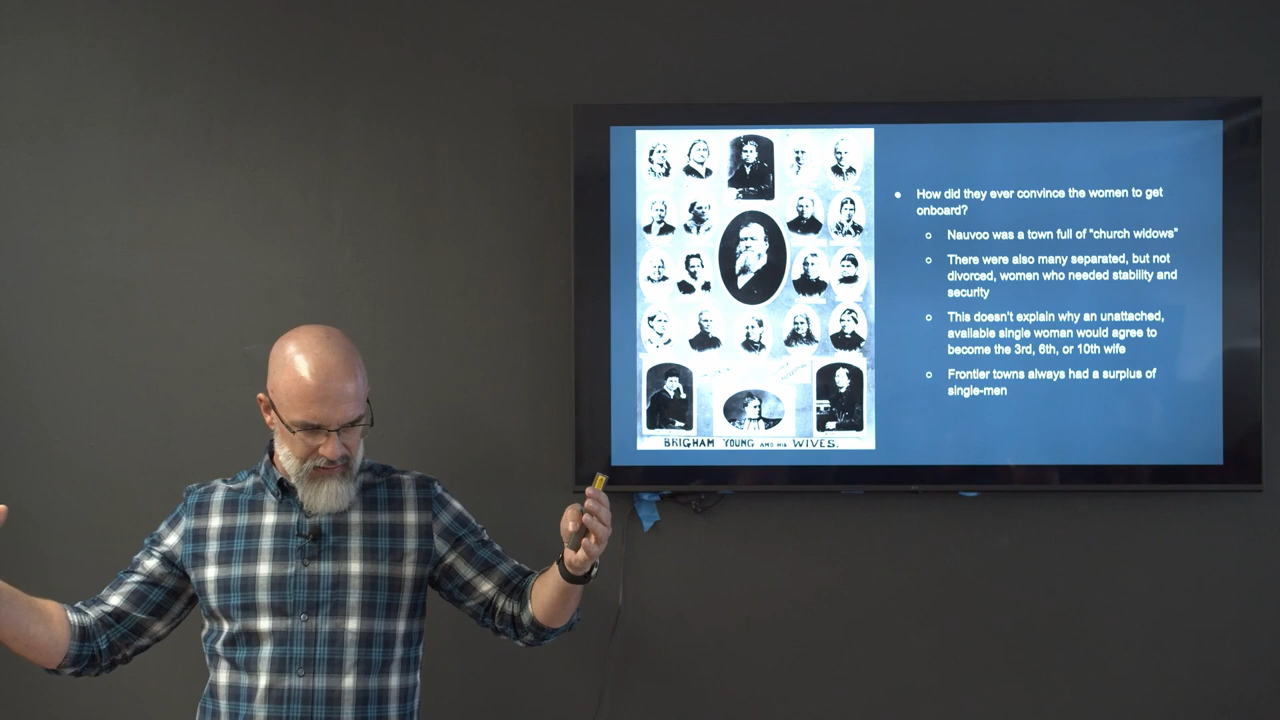 How did they ever convince the women to get
onboard?
Nauvoo was a town full of "church widows"
There were also many separated, but not
divorced, women who needed stability and
security
This doesn't explain why an unattached,
available single woman would agree to
become the 3rd, 6th, or 10th wife
Frontier towns always had a surplus of
single-men
BRIGHAM YOUNG AND HIS WIVES.